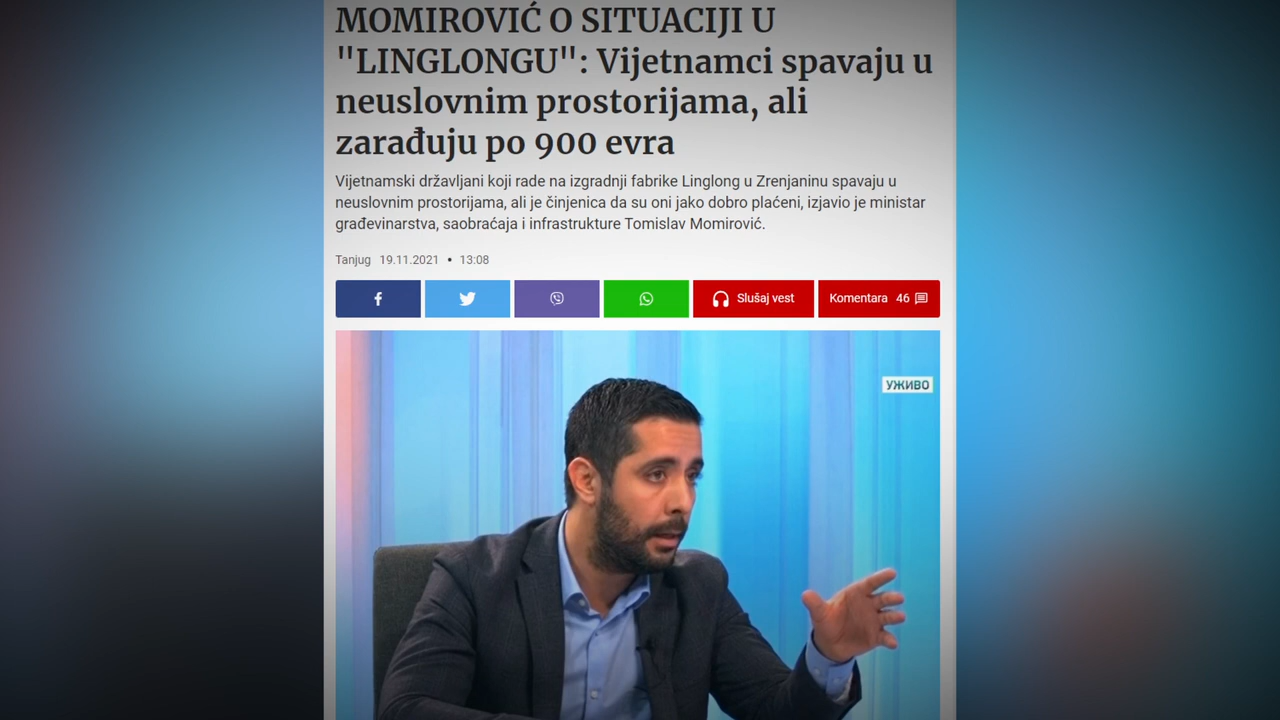 MOMIROVIĆ O SITUACIJI U
"LINGLONGU": Vijetnamci spavaju u
neuslovnim prostorijama, ali
zarađuju po 900 evra
Vijetnamski državljani koji rade na izgradnji fabrike Linglong u Zrenjaninu spavaju u
neuslovnim prostorijama, ali je činjenica da su oni jako dobro plaćeni, izjavio je ministar
građevinarstva, saobraćaja i infrastrukture Tomislav Momirović.
Tanjug 19.11.2021 • 13:08
Slušaj vest Komentara 46
УЖИВО